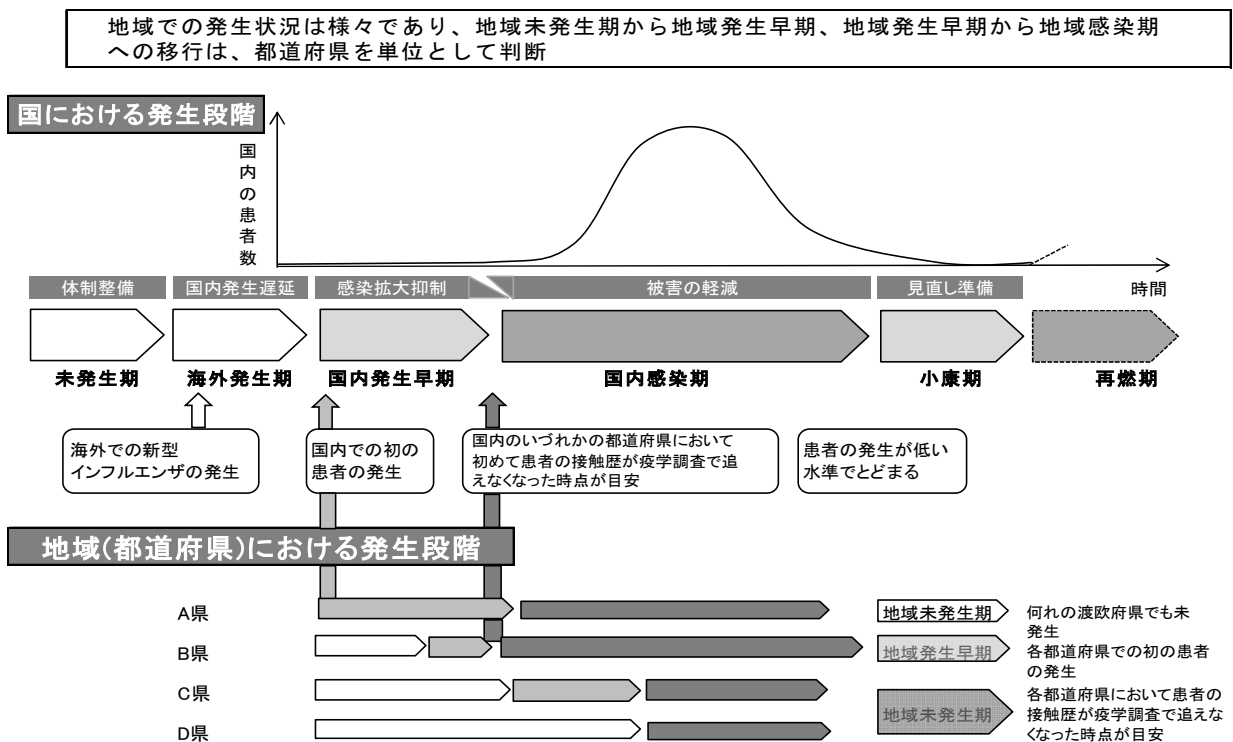 地域での発生状況は様々であり、地域未発生期から地域発生早期、地域発生早期から地域感染期
への移行は、都道府県を単位として判断
国における発生段階
国内の患者数
体制整備
国内発生遅延
感染拡大抑制
被害の軽減
見直し準備
時間
未発生期
海外発生期
国内発生早期
国内感染期
小康期
再燃期
海外での新型
インフルエンザの発生
国内での初の
患者の発生
国内のいづれかの都道府県において
初めて患者の接触歴が疫学調査で追
えなくなった時点が目安
患者の発生が低い
水準でとどまる
地域(都道府県)における発生段階
A県
B県
C県
D県
地域未発生期
何れの渡欧府県でも未
発生
地域発生早期
各都道府県での初の患者
の発生
地域未発生期
各都道府県において患者の
接触歴が疫学調査で追えな
くなった時点が目安